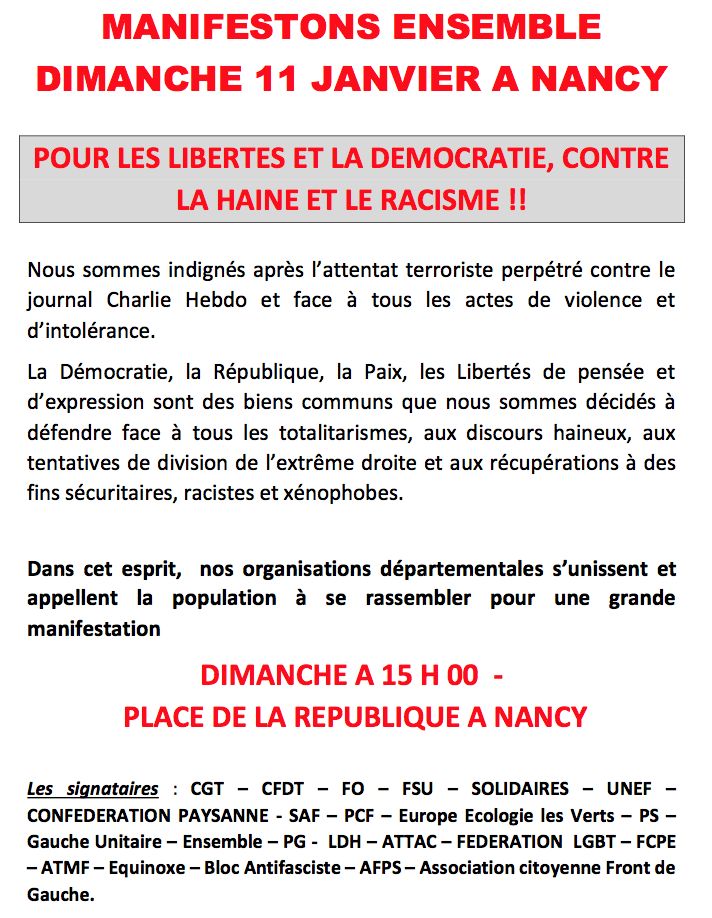 MANIFESTONS ENSEMBLE
DIMANCHE 11 JANVIER A NANCY
POUR LES LIBERTES ET LA DEMOCRATIE, CONTRE
LA HAINE ET LE RACISME !!
Nous sommes indignés après l’attentat terroriste perpétré contre le
journal Charlie Hebdo et face à tous les actes de violence et
d’intolérance.
La Démocratie, la République, la Paix, les Libertés de pensée et
d’expression sont des biens communs que nous sommes décidés à
défendre face à tous les totalitarismes, aux discours haineux, aux
tentatives de division de l’extrême droite et aux récupérations à des
fins sécuritaires, racistes et xénophobes.
Dans cet esprit,  nos organisations départementales s’unissent et
appellent la population à se rassembler pour une grande
manifestation
DIMANCHE A 15 H 00  -
PLACE DE LA REPUBLIQUE A NANCY
Les signataires : CGT – CFDT – FO – FSU – SOLIDAIRES – UNEF –
CONFEDERATION PAYSANNE - SAF – PCF – Europe Ecologie les Verts – PS –
Gauche Unitaire – Ensemble – PG -  LDH – ATTAC – FEDERATION  LGBT – FCPE
– ATMF – Equinoxe – Bloc Antifasciste – AFPS – Association citoyenne Front de
Gauche.